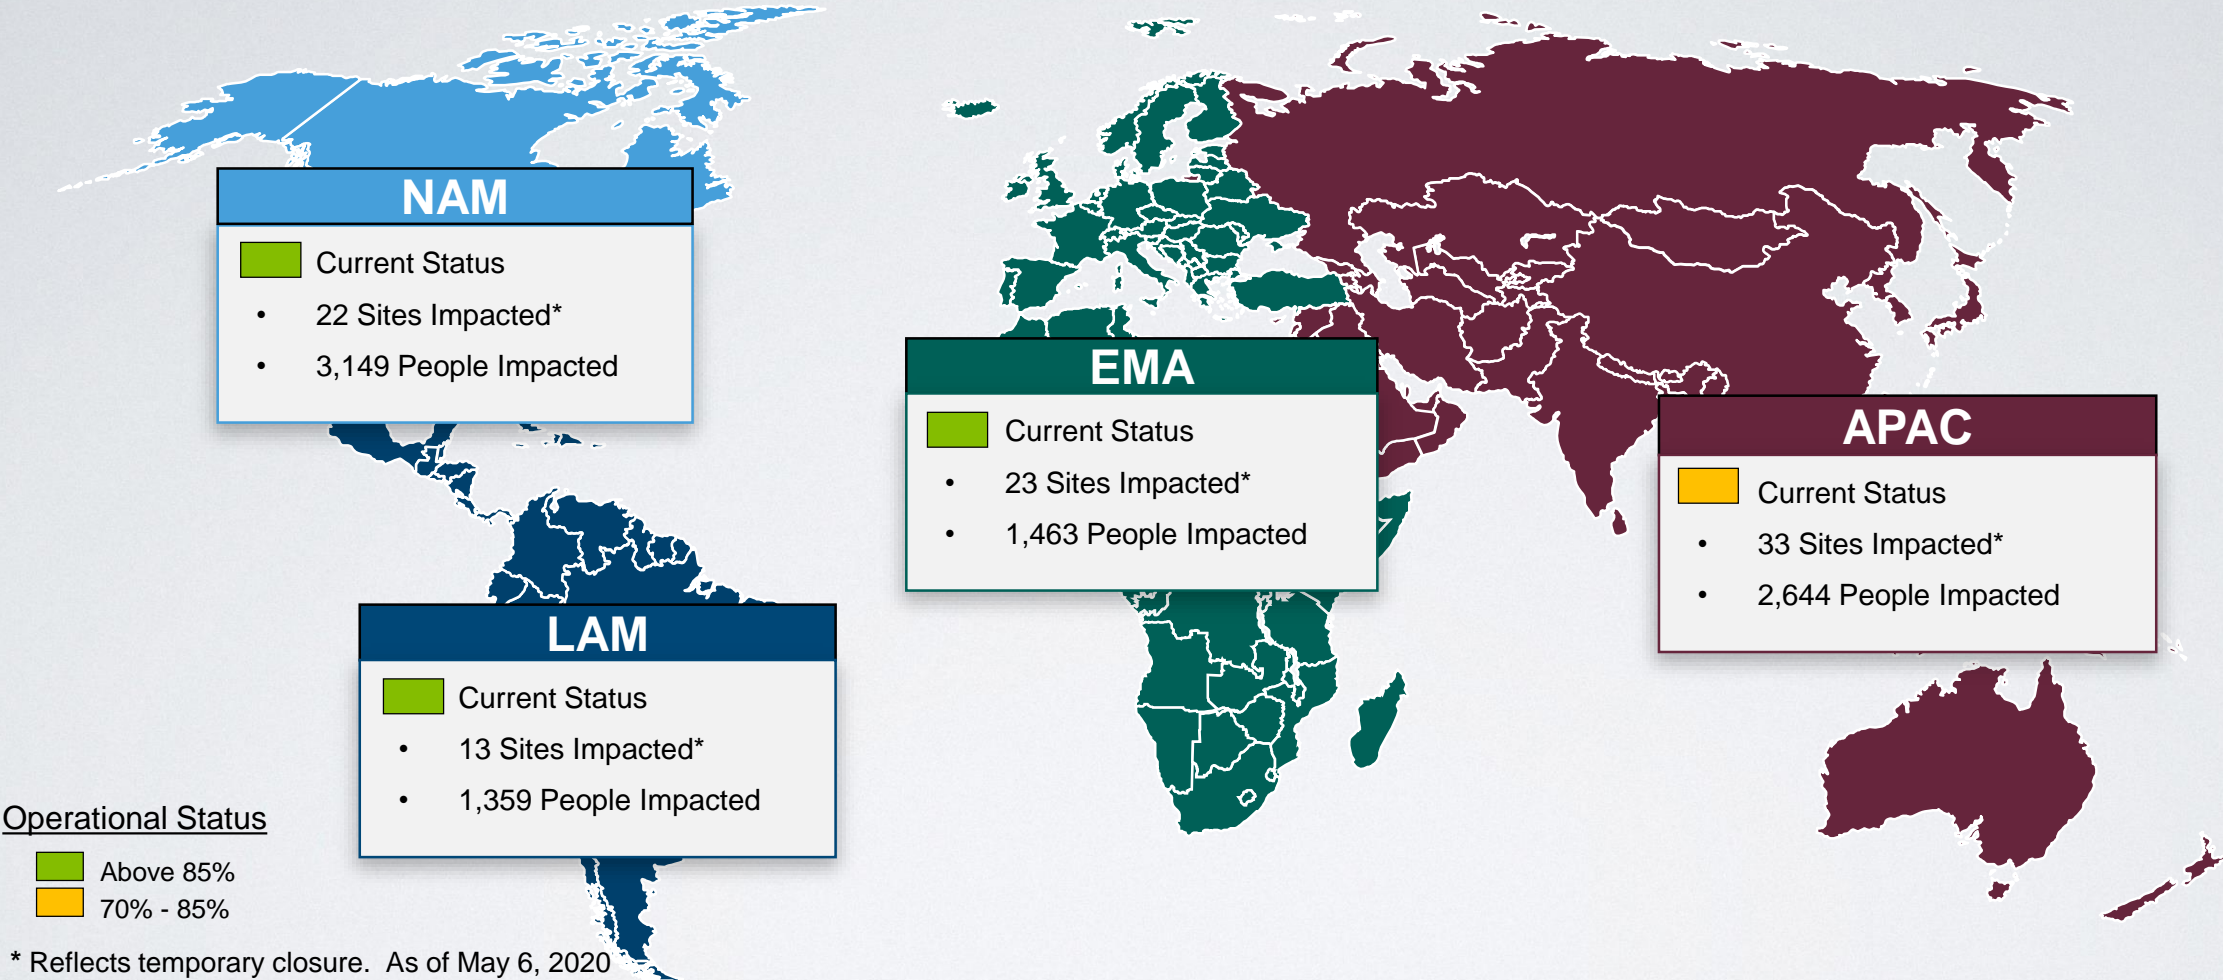 NAM
Current Status
• 22 Sites Impacted*
• 3,149 People Impacted
EMA
Current Status
• 23 Sites Impacted*
• 1,463 People Impacted
APAC
Current Status
• 33 Sites Impacted*
• 2,644 People Impacted
LAM
Current Status
• 13 Sites Impacted*
• 1,359 People Impacted
Operational Status
Above 85%
70% - 85%
* Reflects temporary closure. As of May 6, 2020